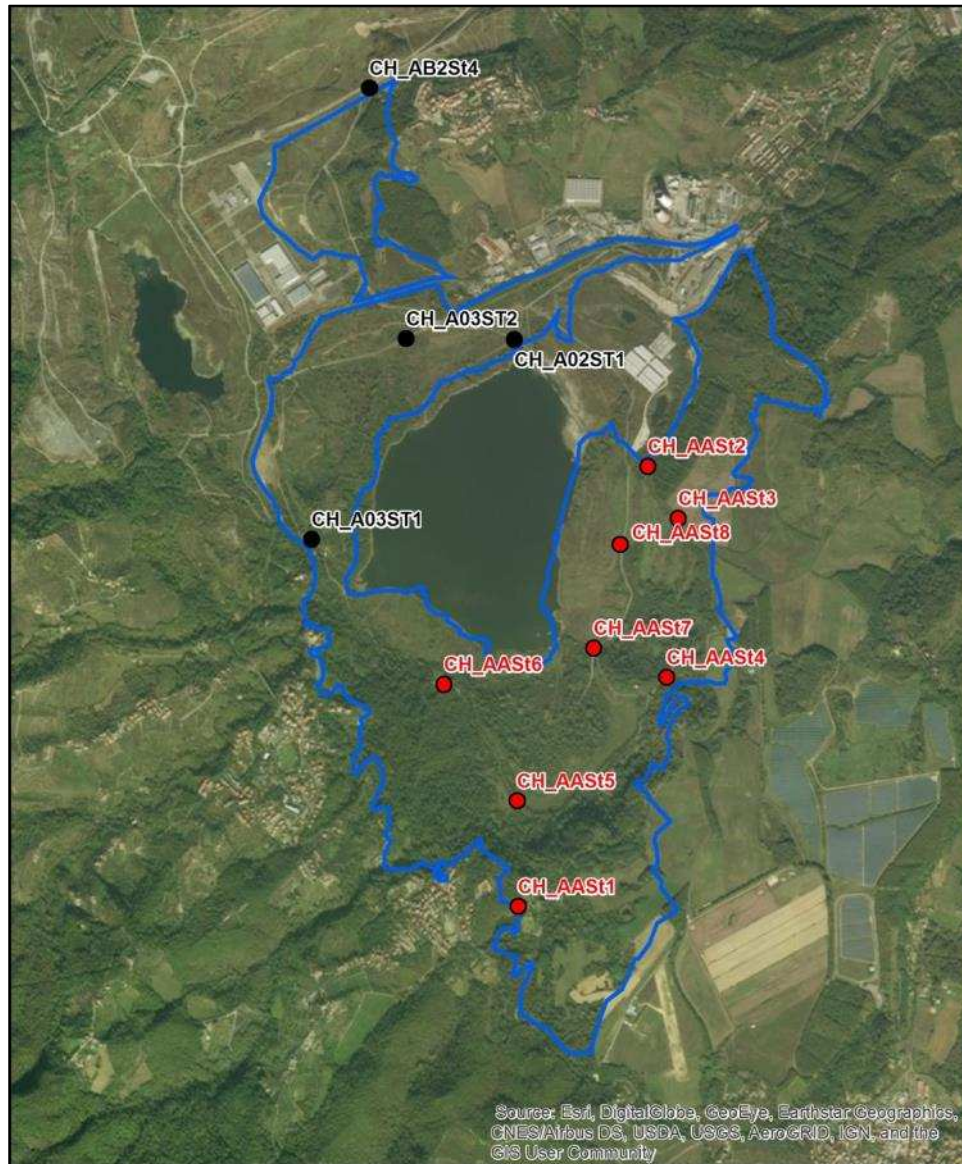 CH_AB2St4
CH_A03ST2
CH_A02ST1
CH_AASt2
CH_AASt3
CH_AASt8
CH_A03ST1
CH_AASt7
CH_AASt4
CH_AASt6
CH_AASt5
CH_AASt1
Source: Esri, DigitalGlobe, GeoEye, Earthstar Geographics,
CNES/Airbus DS, USDA, USGS, AeroGRID, IGN, and the
GIS User Community